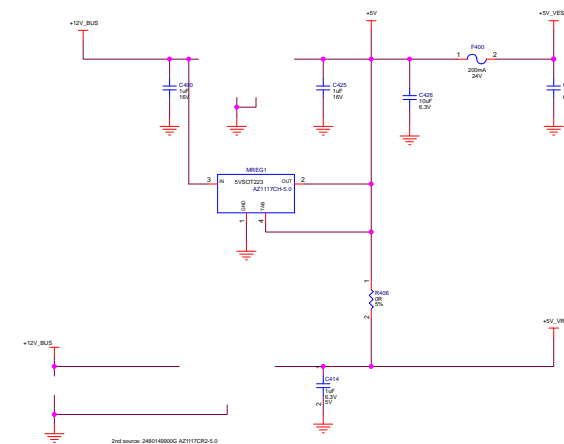 +12V_BUS
+5V
+5V_VES
1
F400
2
200mA
24V
C400
1uF
16V
C425
1uF
16V
C426
10uF
6.3V
MREG1
3
IN
5VSOT223
OUT
2
AZ1117CH-5.0
GND
TAB
1
4
1
R406
0R
5%
2
+12V_BUS
+5V_VR
C414
1uF
6.3V
5V
2
2nd source: 2480149900G AZ1117CR2-5.0